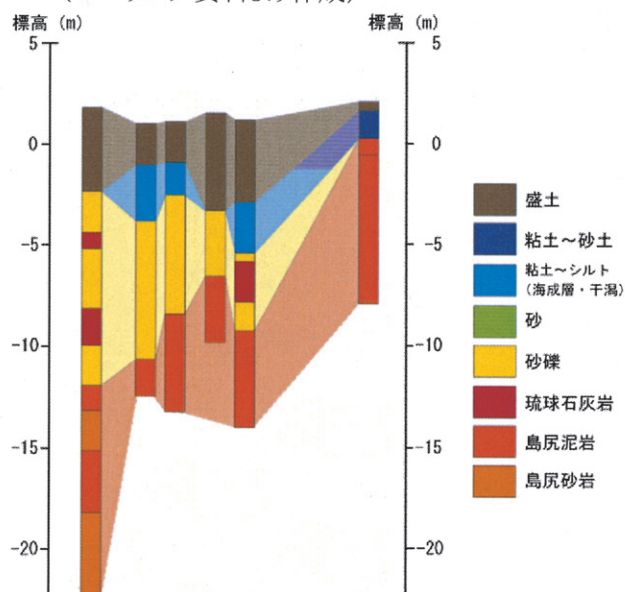 標高 (m)
標高 (m)
5
5
0
0
-5
-5
-10
-10
-15
-15
-20
-20
盛土
粘土～砂土
粘土～シルト
(海成層・干潟)
砂
砂礫
琉球石灰岩
島尻泥岩
島尻砂岩